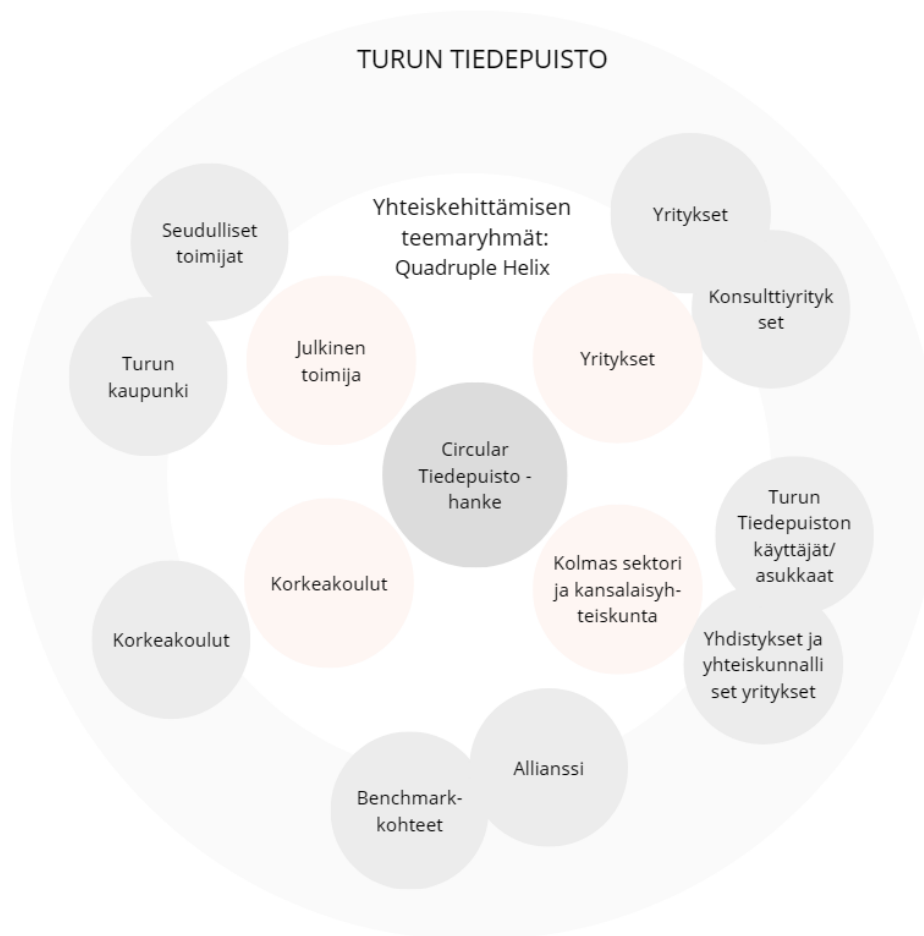 TURUN TIEDEPUISTO
Yhteiskehittämisen
teemaryhmät:
Quadruple Helix
Seudulliset
toimijat
Turun
kaupunki
Julkinen
toimija
Yritykset
Konsulttiyrityk
set
Yritykset
Circular
Tiedepuisto -
hanke
Korkeakoulut
Korkeakoulut
Kolmas sektori
ja kansalaisyh-
teiskunta
Turun
Tiedepuiston
käyttäjät/
asukkaat
Yhdistykset ja
yhteiskunnalli
set yritykset
Allianssi
Benchmark-
kohteet